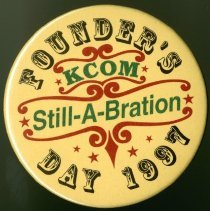 FOUNDER'S
KCOM
Still-A-Bration
DAY 1997